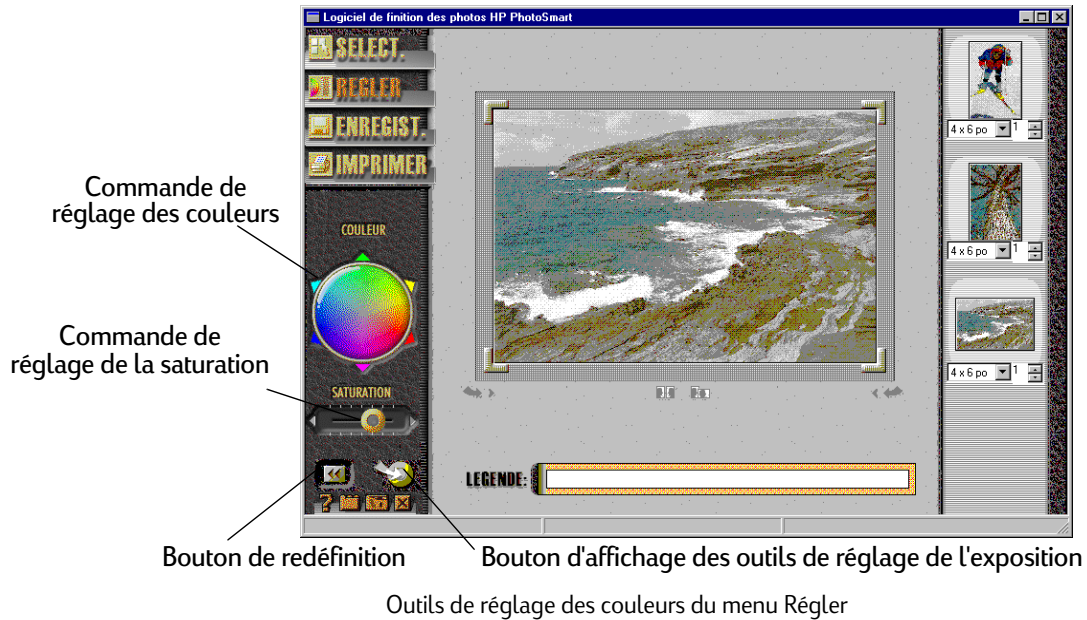 Logiciel de finition des photos HP PhotoSmart
SELECT.
REGLER
ENREGIST.
IMPRIMER
Commande de
réglage des couleurs
COULEUR
Commande de
réglage de la saturation
SATURATION
4 x 6 po 1
4 x 6 po 1
4 x 6 po 1
LEGENDE:
Bouton de redéfinition
Bouton d'affichage des outils de réglage de l'exposition
Outils de réglage des couleurs du menu Régler